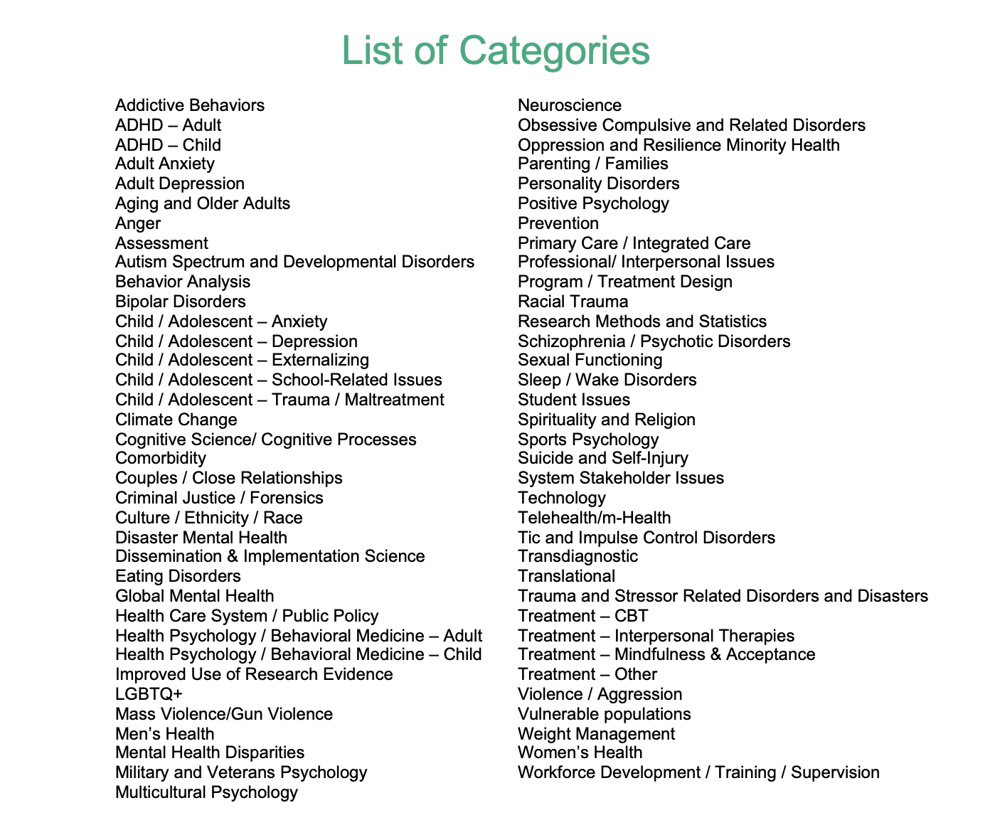 List of Categories
Addictive Behaviors
ADHD – Adult
ADHD – Child
Adult Anxiety
Adult Depression
Aging and Older Adults
Anger
Assessment
Autism Spectrum and Developmental Disorders
Behavior Analysis
Bipolar Disorders
Child / Adolescent – Anxiety
Child / Adolescent – Depression
Child / Adolescent – Externalizing
Child / Adolescent – School-Related Issues
Child / Adolescent – Trauma / Maltreatment
Climate Change
Cognitive Science/ Cognitive Processes
Comorbidity
Couples / Close Relationships
Criminal Justice / Forensics
Culture / Ethnicity / Race
Disaster Mental Health
Dissemination & Implementation Science
Eating Disorders
Global Mental Health
Health Care System / Public Policy
Health Psychology / Behavioral Medicine – Adult
Health Psychology / Behavioral Medicine – Child
Improved Use of Research Evidence
LGBTQ+
Mass Violence/Gun Violence
Men’s Health
Mental Health Disparities
Military and Veterans Psychology
Multicultural Psychology
Neuroscience
Obsessive Compulsive and Related Disorders
Oppression and Resilience Minority Health
Parenting / Families
Personality Disorders
Positive Psychology
Prevention
Primary Care / Integrated Care
Professional/ Interpersonal Issues
Program / Treatment Design
Racial Trauma
Research Methods and Statistics
Schizophrenia / Psychotic Disorders
Sexual Functioning
Sleep / Wake Disorders
Student Issues
Spirituality and Religion
Sports Psychology
Suicide and Self-Injury
System Stakeholder Issues
Technology
Telehealth/m-Health
Tic and Impulse Control Disorders
Transdiagnostic
Translational
Trauma and Stressor Related Disorders and Disasters
Treatment – CBT
Treatment – Interpersonal Therapies
Treatment – Mindfulness & Acceptance
Treatment – Other
Violence / Aggression
Vulnerable populations
Weight Management
Women’s Health
Workforce Development / Training / Supervision